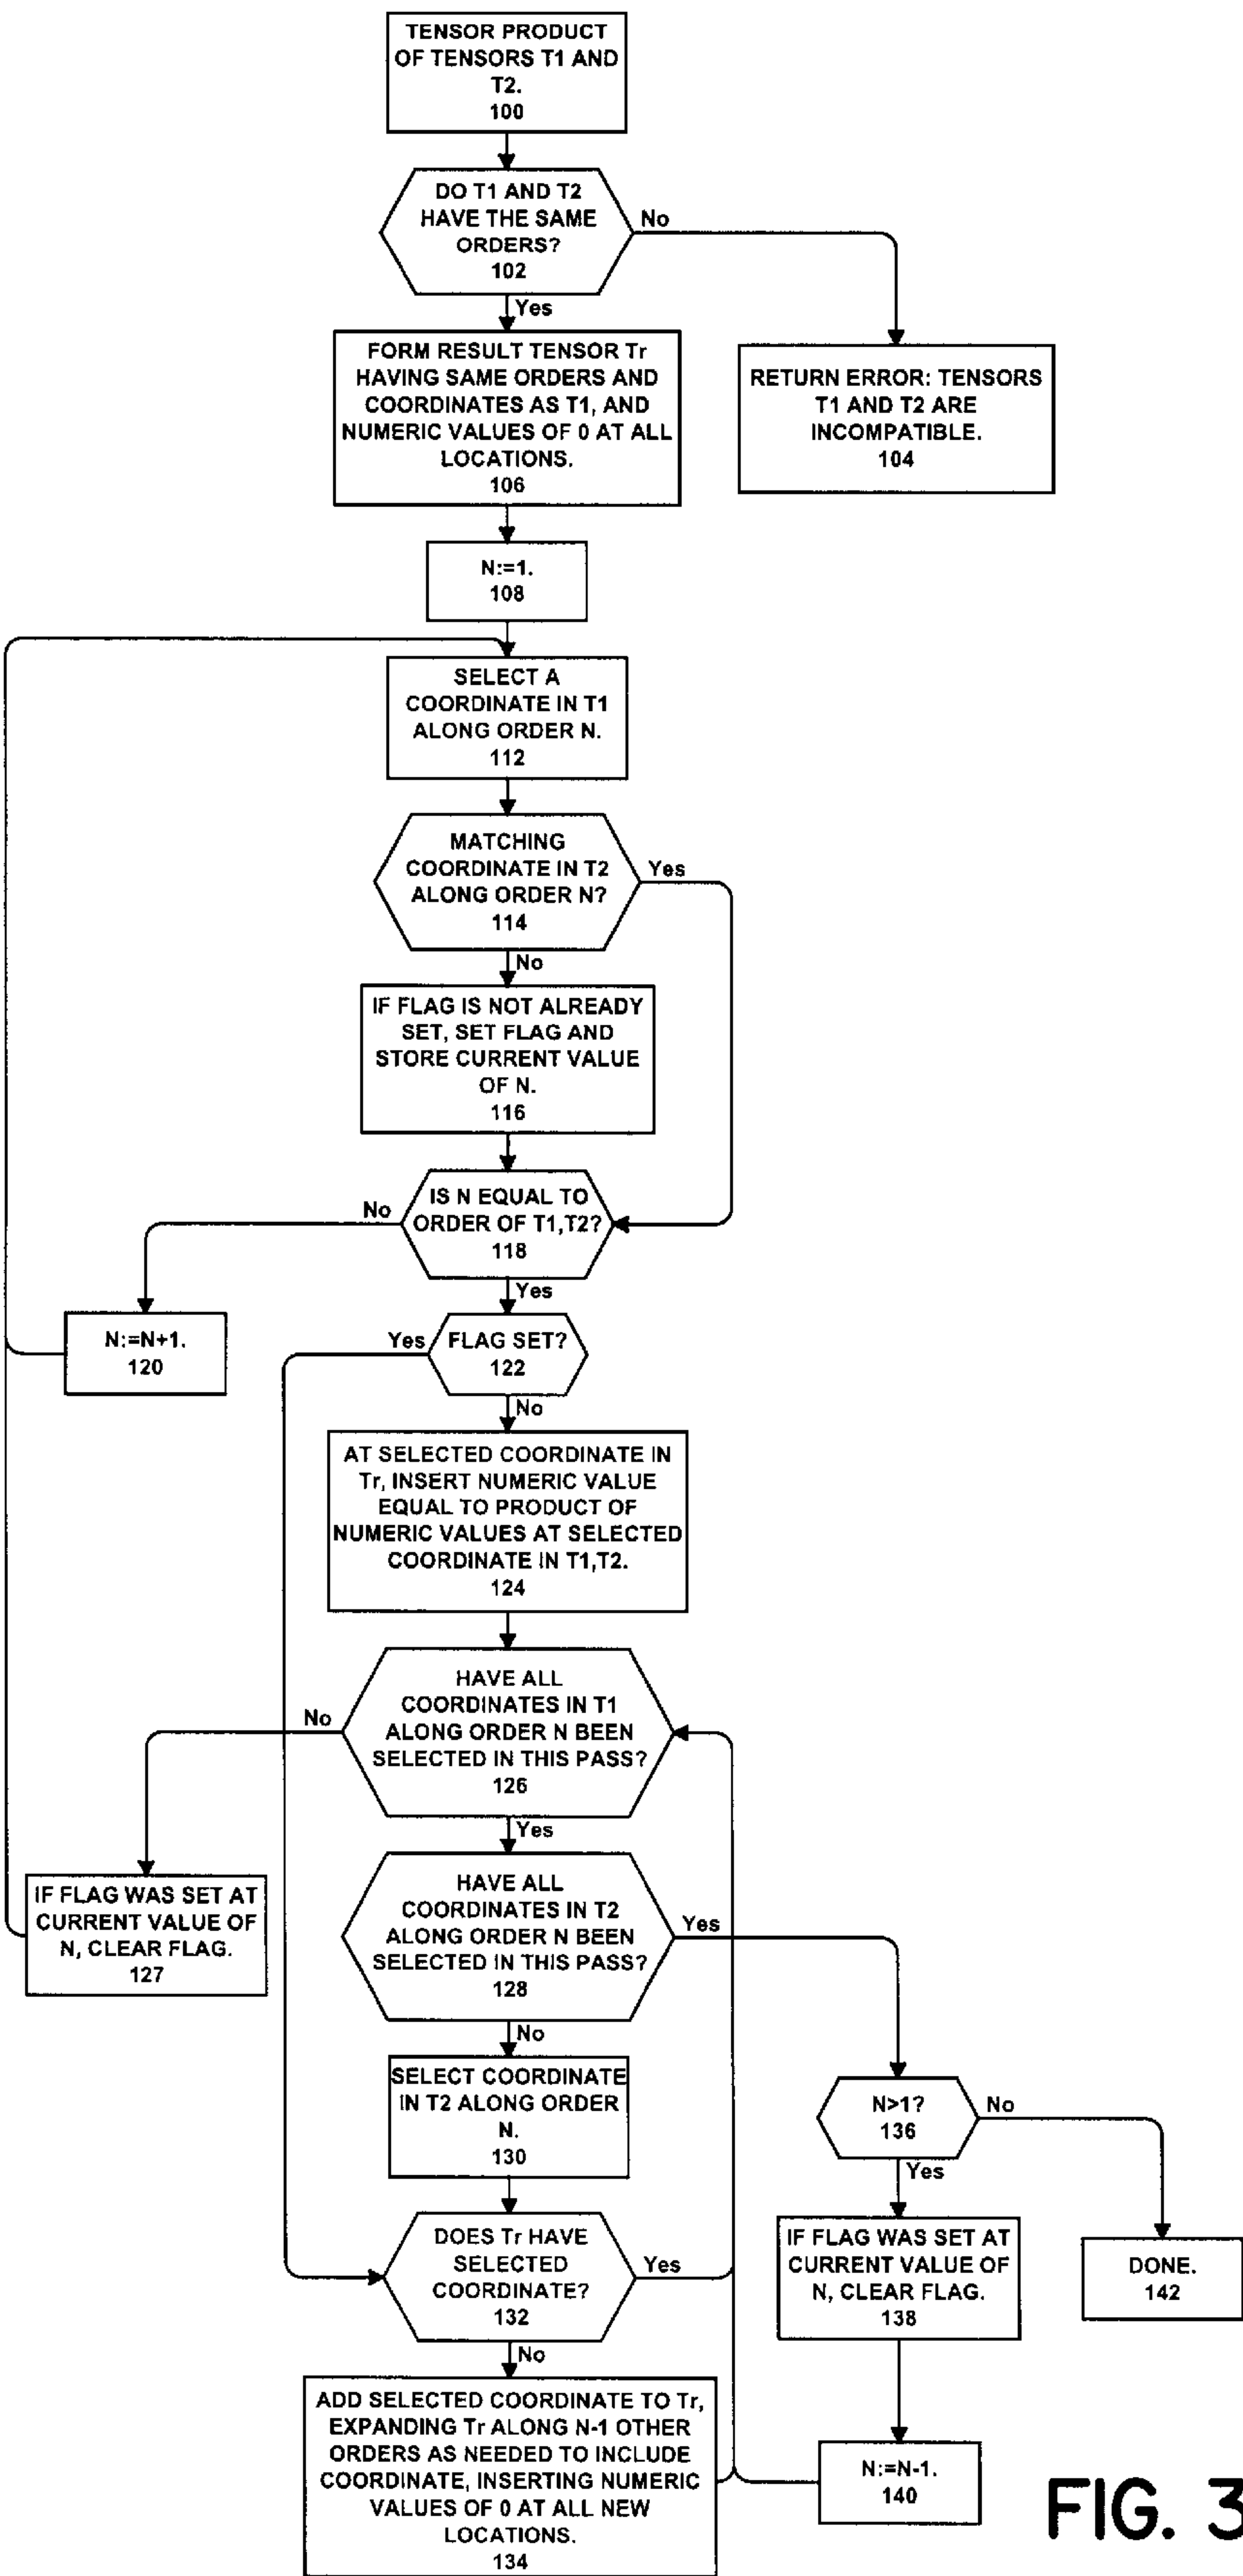 TENSOR PRODUCT
OF TENSORS T1 AND
T2.
100
DO T1 AND T2
HAVE THE SAME
ORDERS?
102
No
Yes
FORM RESULT TENSOR Tr
HAVING SAME ORDERS AND
COORDINATES AS T1, AND
NUMERIC VALUES OF 0 AT ALL
LOCATIONS.
106
RETURN ERROR: TENSORS
T1 AND T2 ARE
INCOMPATIBLE.
104
N:=1.
108
SELECT A
COORDINATE IN T1
ALONG ORDER N.
112
MATCHING
COORDINATE IN T2
ALONG ORDER N?
114
Yes
No
IF FLAG IS NOT ALREADY
SET, SET FLAG AND
STORE CURRENT VALUE
OF N.
116
IS N EQUAL TO
ORDER OF T1,T2?
118
No
Yes
N:=N+1.
120
FLAG SET?
122
Yes
No
AT SELECTED COORDINATE IN
Tr, INSERT NUMERIC VALUE
EQUAL TO PRODUCT OF
NUMERIC VALUES AT SELECTED
COORDINATE IN T1,T2.
124
HAVE ALL
COORDINATES IN T1
ALONG ORDER N BEEN
SELECTED IN THIS PASS?
126
No
Yes
IF FLAG WAS SET AT
CURRENT VALUE OF
N, CLEAR FLAG.
127
HAVE ALL
COORDINATES IN T2
ALONG ORDER N BEEN
SELECTED IN THIS PASS?
128
Yes
No
SELECT COORDINATE
IN T2 ALONG ORDER
N.
130
N>1?
136
No
Yes
DOES Tr HAVE
SELECTED
COORDINATE?
132
Yes
No
IF FLAG WAS SET AT
CURRENT VALUE OF
N, CLEAR FLAG.
138
DONE.
142
ADD SELECTED COORDINATE TO Tr,
EXPANDING Tr ALONG N-1 OTHER
ORDERS AS NEEDED TO INCLUDE
COORDINATE, INSERTING NUMERIC
VALUES OF 0 AT ALL NEW
LOCATIONS.
134
N:=N-1.
140
FIG. 3